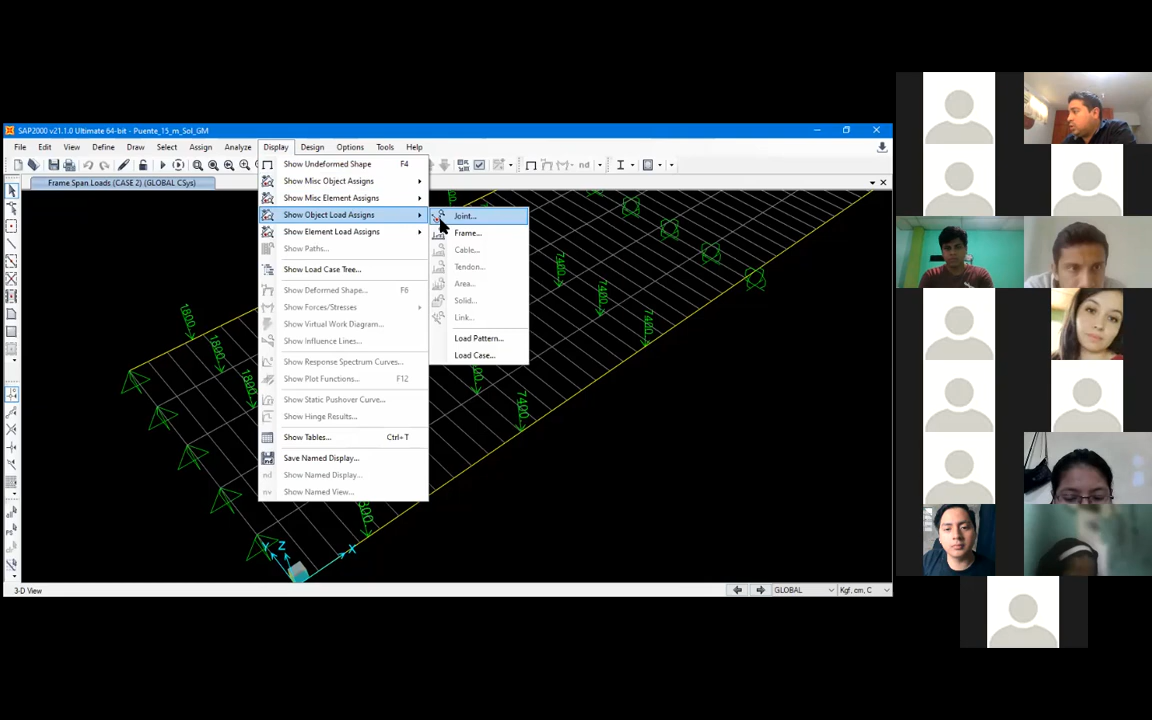 SAP2000 v21.1.0 Ultimate 64-bit - Puente_15_m_Sol_GM
File Edit View Define Draw Select Assign Analyze Display Design Options Tools Help
Frame Span Loads (CASE 2) (GLOBAL CSys)
Show Undeformed Shape F4
Show Misc Object Assigns
Show Misc Element Assigns
Show Object Load Assigns
Show Element Load Assigns
Show Paths...
Show Load Case Tree...
Show Deformed Shape... F6
Show Forces/Stresses
Show Virtual Work Diagram...
Show Influence Lines...
Show Response Spectrum Curves...
Show Plot Functions... F12
Show Static Pushover Curve...
Show Hinge Results...
Show Tables... Ctrl+T
Save Named Display...
Show Named Display...
Show Named View...
Joint...
Frame...
Cable...
Tendon...
Area...
Solid...
Link...
Load Pattern...
Load Case...
nd
nd
nv
all
PS
1800
1800
1800
7400
7400
7400
7400
Y Z X
3-D View
GLOBAL
Kgf, cm, C